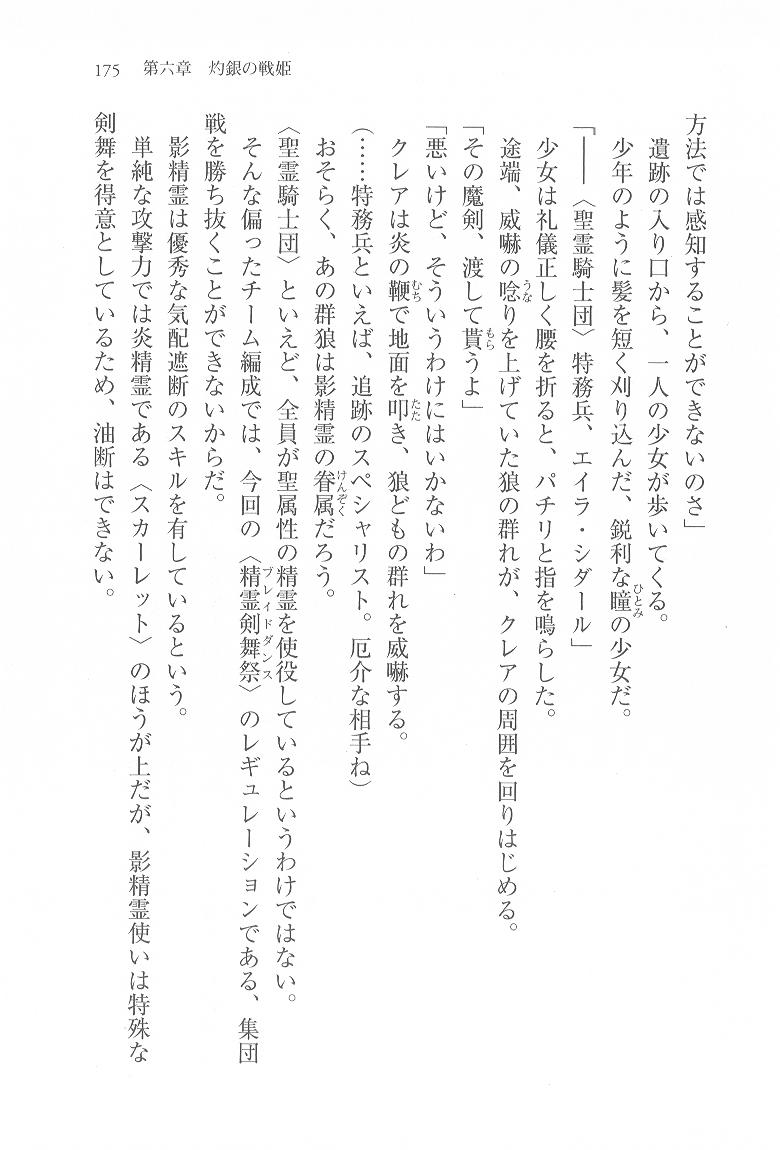 175　第六章　灼銀の戦姫
方法では感知することができないのさ」
　遺跡の入り口から、一人の少女が歩いてくる。
　少年のように髪を短く刈り込んだ、鋭利な瞳の少女だ。
『――〈聖霊騎士団〉特務兵、エイラ・シダール」
　少女は礼儀正しく腰を折ると、パチリと指を鳴らした。
　途端、威嚇の唸りを上げていた狼の群れが、クレアの周囲を回りはじめる。
「その魔剣、渡して貰うよ」
「悪いけど、そういうわけにはいかないわ」
　クレアは炎の鞭で地面を叩き、狼どもの群れを威嚇する。
（……特務兵といえば、追跡のスペシャリスト。厄介な相手ね）
　おそらく、あの群狼は影精霊の眷属だろう。
〈聖霊騎士団〉といえど、全員が聖属性の精霊を使役しているというわけではない。
　そんな偏ったチーム編成では、今回の〈精霊剣舞祭〉のレギュレーションである、集団
戦を勝ち抜くことができないからだ。
　影精霊は優秀な気配遮断のスキルを有しているという。
　単純な攻撃力では炎精霊である〈スカーレット〉のほうが上だが、影精霊使いは特殊な
剣舞を得意としているため、油断はできない。